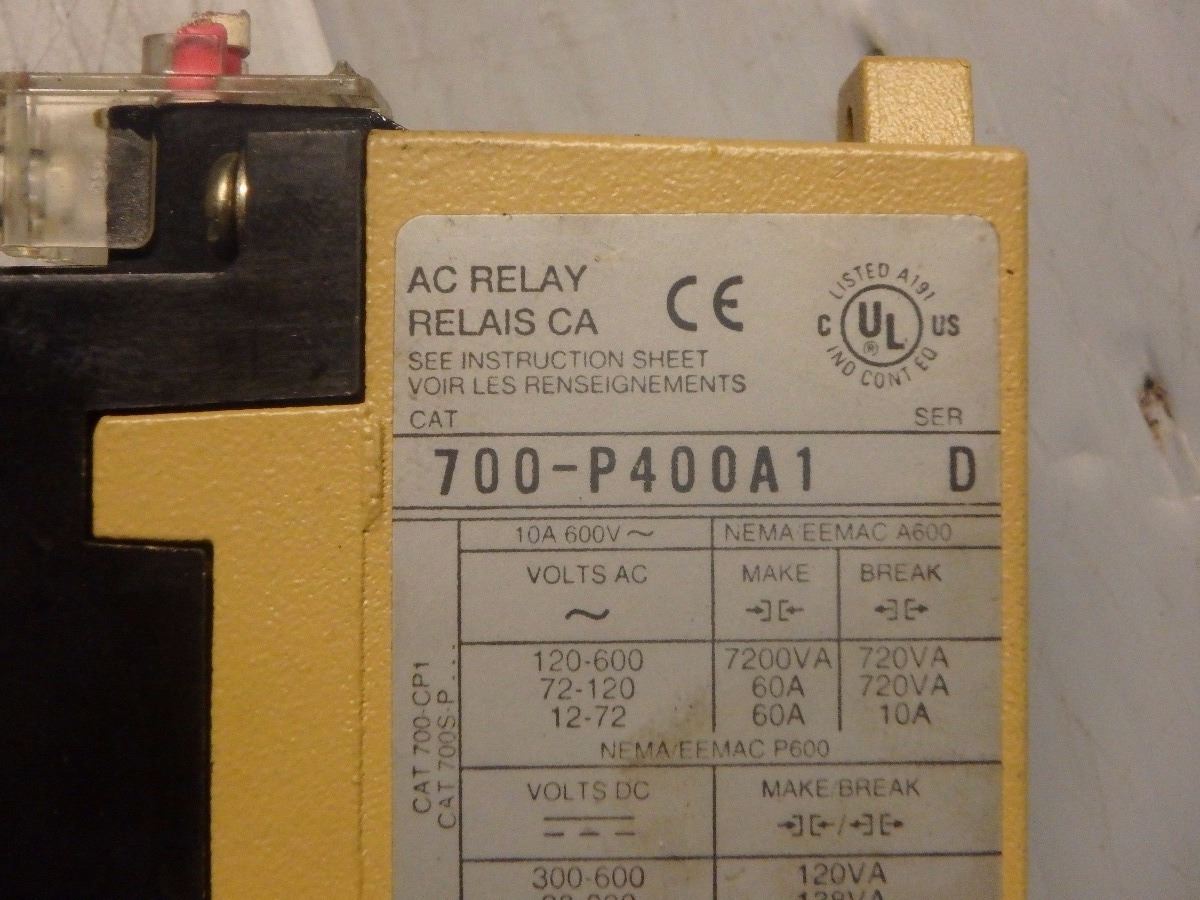 AC RELAY
RELAIS CA
CE
LISTED A191
C UL US
®
IND CONT EQ
SEE INSTRUCTION SHEET
VOIR LES RENSEIGNEMENTS
CAT SER
700-P400A1 D
10A 600V ~ NEMA/EEMAC A600
VOLTS AC MAKE BREAK
~
120-600 7200VA 720VA
72-120 60A 720VA
12-72 60A 10A
NEMA/EEMAC P600
VOLTS DC MAKE/BREAK
300-600 120VA
CAT 700-CP1
CAT 700S-P...